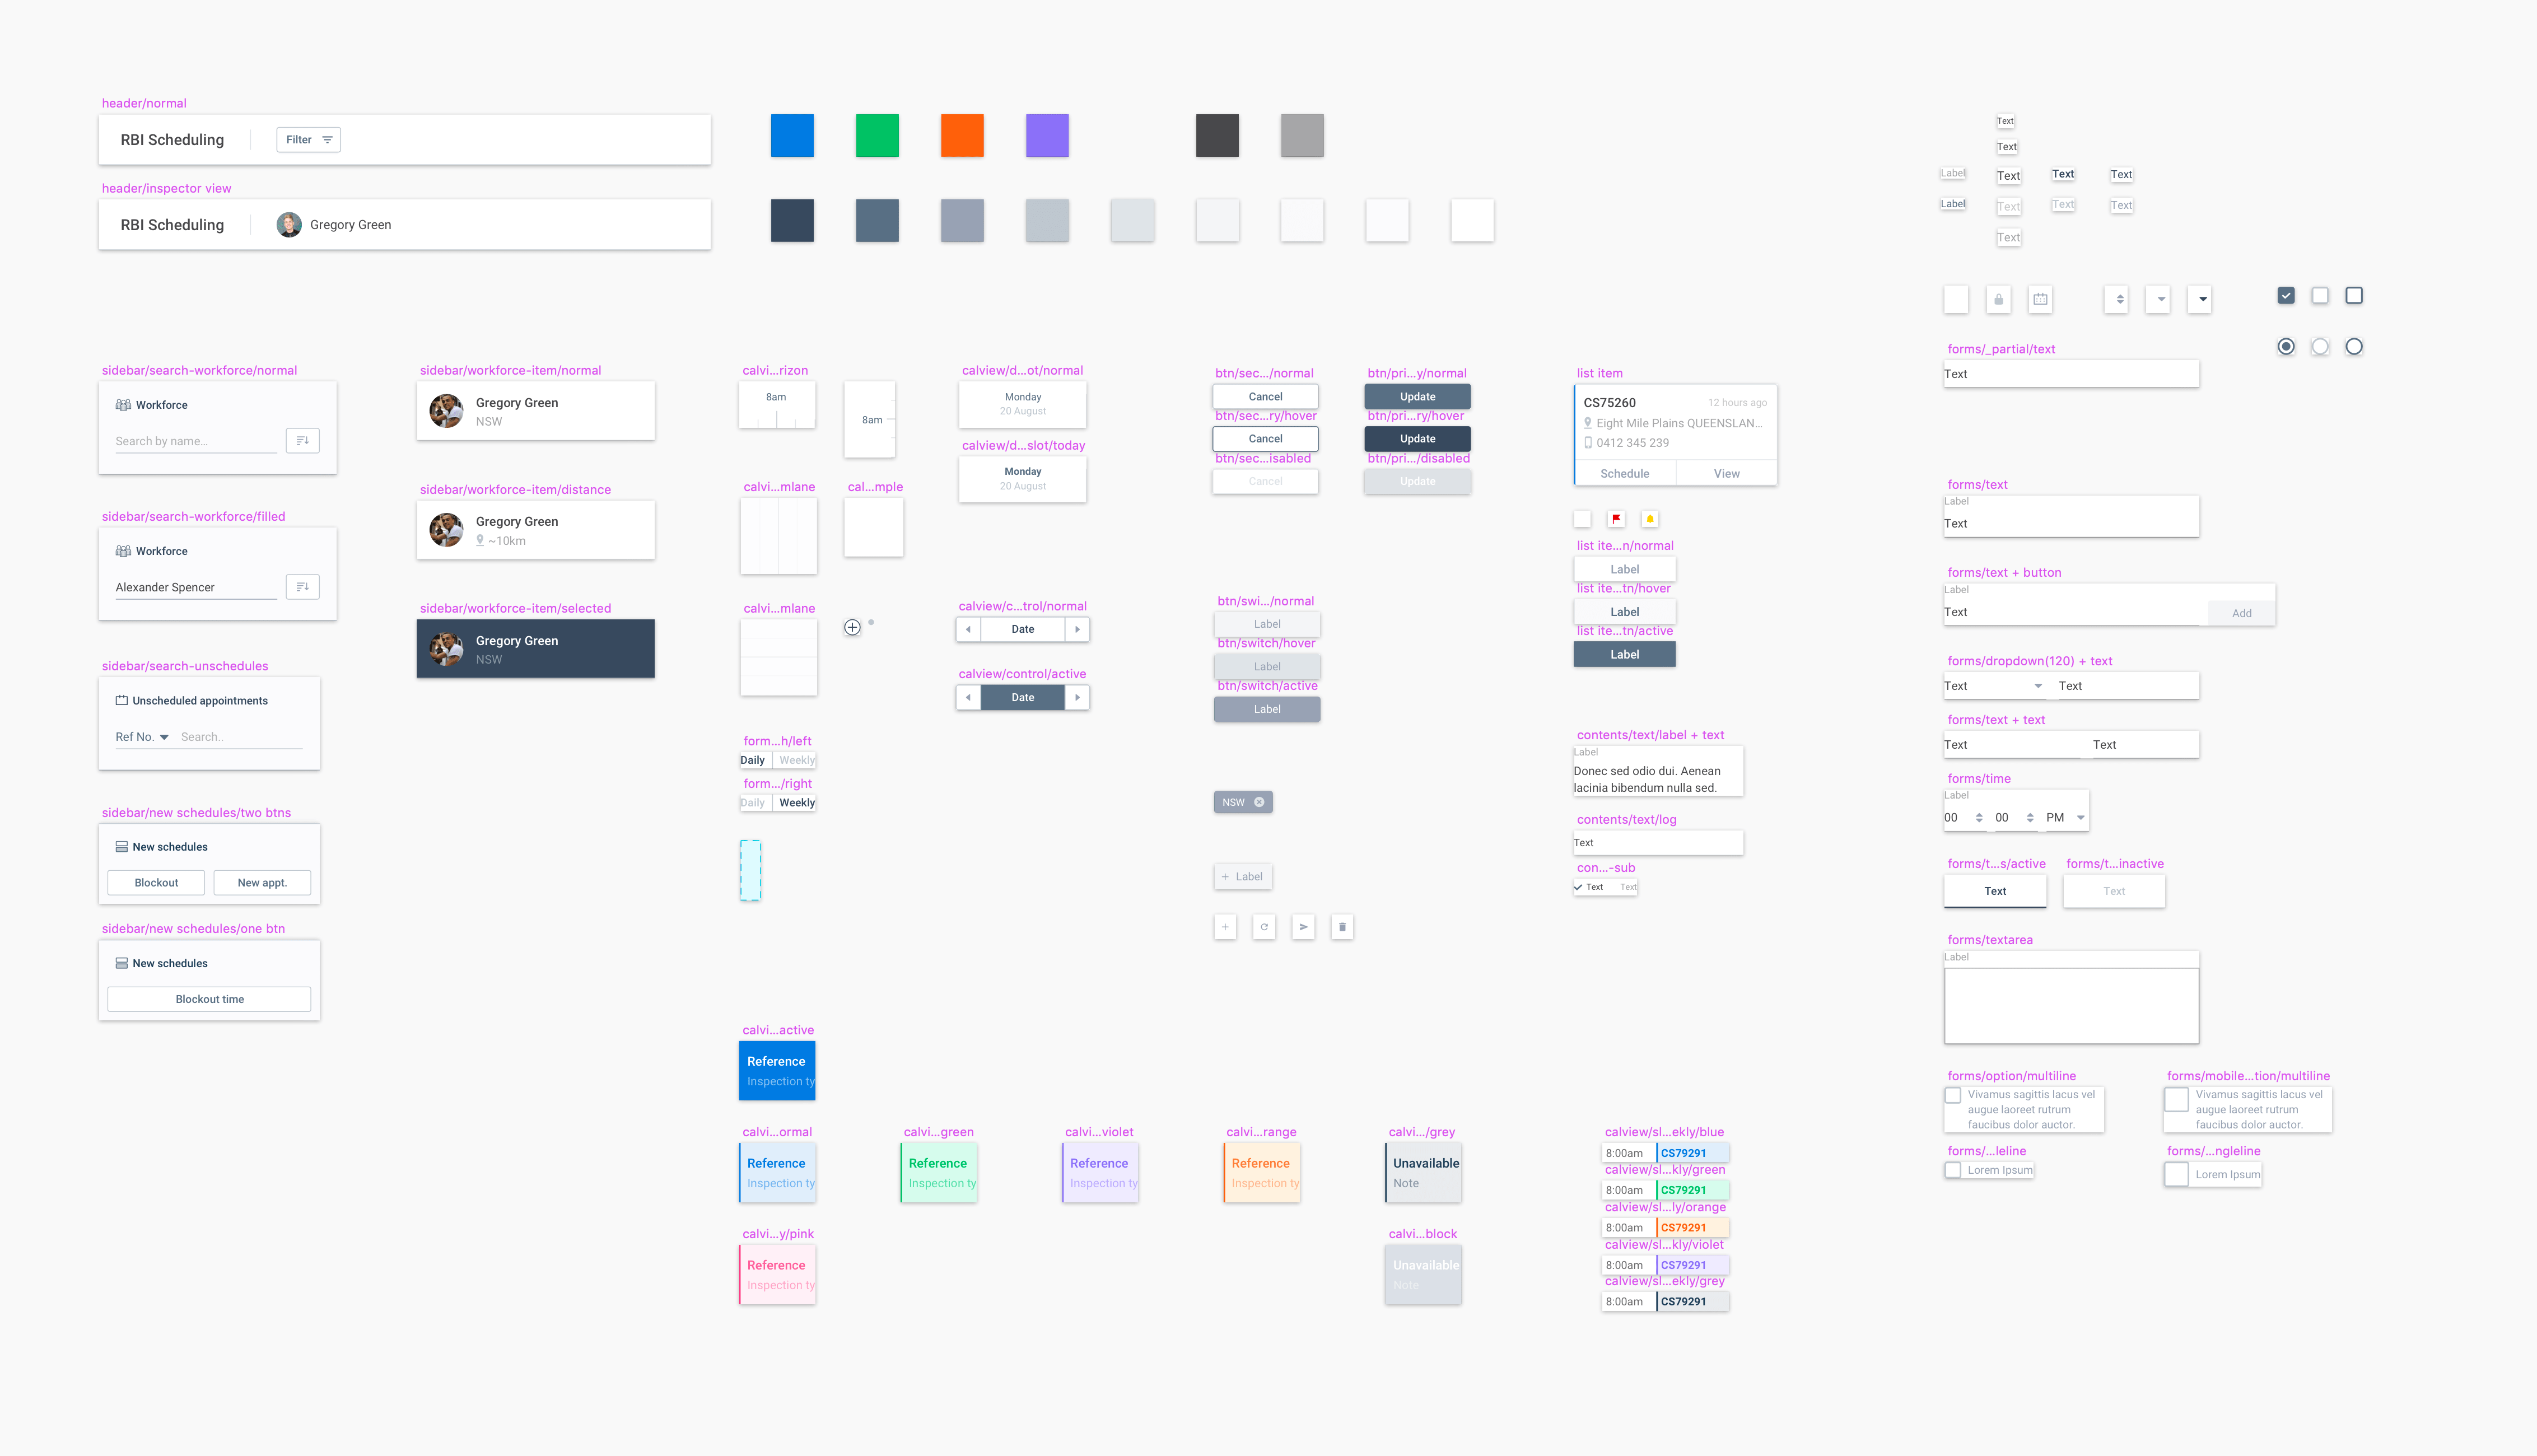 header/normal
RBI Scheduling
Filter
header/inspector view
RBI Scheduling
Gregory Green
Text
Text
Label
Text
Text
Text
Label
Text
Text
Text
Text
sidebar/search-workforce/normal
Workforce
Search by name...
sidebar/search-workforce/filled
Workforce
Alexander Spencer
sidebar/search-unschedules
Unscheduled appointments
Ref No.
Search..
sidebar/new schedules/two btns
New schedules
Blockout
New appt.
sidebar/new schedules/one btn
New schedules
Blockout time
sidebar/workforce-item/normal
Gregory Green
NSW
sidebar/workforce-item/distance
Gregory Green
~10km
sidebar/workforce-item/selected
Gregory Green
NSW
calvi...rizon
8am
8am
calvi...mlane
cal...mple
calvi...mlane
form...h/left
Daily
Weekly
form.../right
Daily
Weekly
calview/d...ot/normal
Monday
20 August
calview/d...slot/today
Monday
20 August
calview/c...trol/normal
Date
calview/control/active
Date
btn/sec.../normal
Cancel
btn/sec...ry/hover
Cancel
btn/sec...isabled
Cancel
btn/pri...y/normal
Update
btn/pri...ry/hover
Update
btn/pri.../disabled
Update
btn/swi.../normal
Label
btn/switch/hover
Label
btn/switch/active
Label
NSW
+ Label
list item
CS75260
12 hours ago
Eight Mile Plains QUEENSLAN...
0412 345 239
Schedule
View
list ite...n/normal
Label
list ite...tn/hover
Label
list ite...tn/active
Label
contents/text/label + text
Label
Donec sed odio dui. Aenean
lacinia bibendum nulla sed.
contents/text/log
Text
con...-sub
Text
Text
calvi...active
Reference
Inspection ty
calvi...ormal
Reference
Inspection ty
calvi...green
Reference
Inspection ty
calvi...violet
Reference
Inspection ty
calvi...range
Reference
Inspection ty
calvi.../grey
Unavailable
Note
calvi...y/pink
Reference
Inspection ty
calvi...block
Unavailable
Note
calview/sl...ekly/blue
8:00am
CS79291
calview/sl...kly/green
8:00am
CS79291
calview/sl...ly/orange
8:00am
CS79291
calview/sl...kly/violet
8:00am
CS79291
calview/sl...ekly/grey
8:00am
CS79291
forms/_partial/text
Text
forms/text
Label
Text
forms/text + button
Label
Text
Add
forms/dropdown(120) + text
Text
Text
forms/text + text
Text
Text
forms/time
Label
00
00
PM
forms/t...s/active
Text
forms/t...inactive
Text
forms/textarea
Label
forms/option/multiline
Vivamus sagittis lacus vel
augue laoreet rutrum
faucibus dolor auctor.
forms/mobile...tion/multiline
Vivamus sagittis lacus vel
augue laoreet rutrum
faucibus dolor auctor.
forms/...leline
Lorem Ipsum
forms/...ngleline
Lorem Ipsum